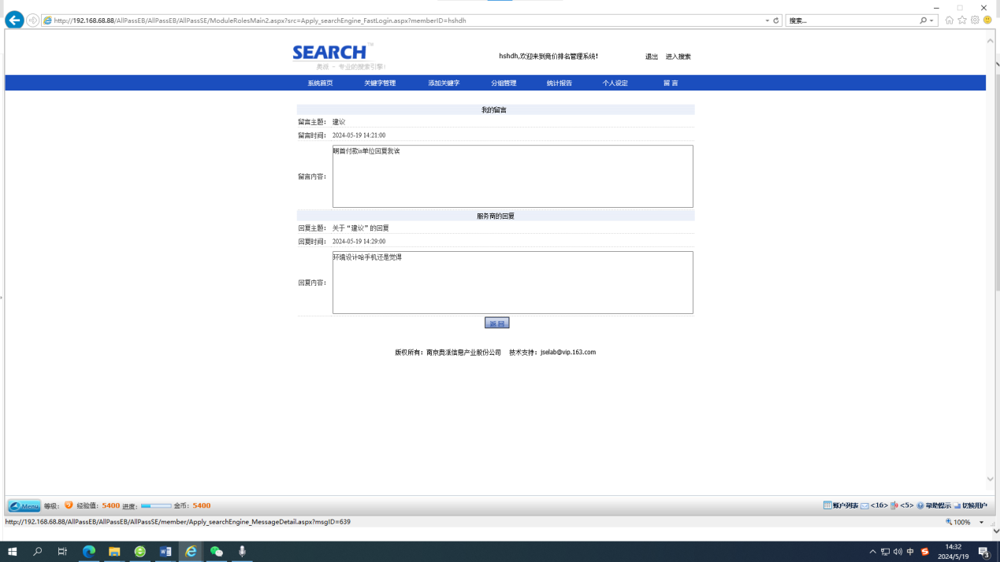 http://192.168.68.88/AllPassEB/AllPassEB/AllPassSE/ModuleRolesMain2.aspx?src=Apply_searchEngine_FastLogin.aspx?memberID=hshdh
搜索...
SEARCH TM
奥派 - 专业的搜索引擎!
hshdh,欢迎来到竞价排名管理系统!
退出 进入搜索
系统首页 关键字管理 添加关键字 分组管理 统计报告 个人设定 留 言
我的留言
留言主题: 建议
留言时间: 2024-05-19 14:21:00
留言内容:
期首付款is单位回复我读
服务商的回复
回复主题: 关于“建议”的回复
回复时间: 2024-05-19 14:29:00
回复内容:
环境设计哈手机还是觉得
返 回
版权所有: 南京奥派信息产业股份公司 技术支持: jselab@vip.163.com
Menu 等级: 经验值: 5400 进度: 金币: 5400
账户列表 <16> <5> 帮助提示 切换用户
http://192.168.68.88/AllPassEB/AllPassEB/AllPassSE/member/Apply_searchEngine_MessageDetail.aspx?msgID=639
100%
中
14:32
2024/5/19
3